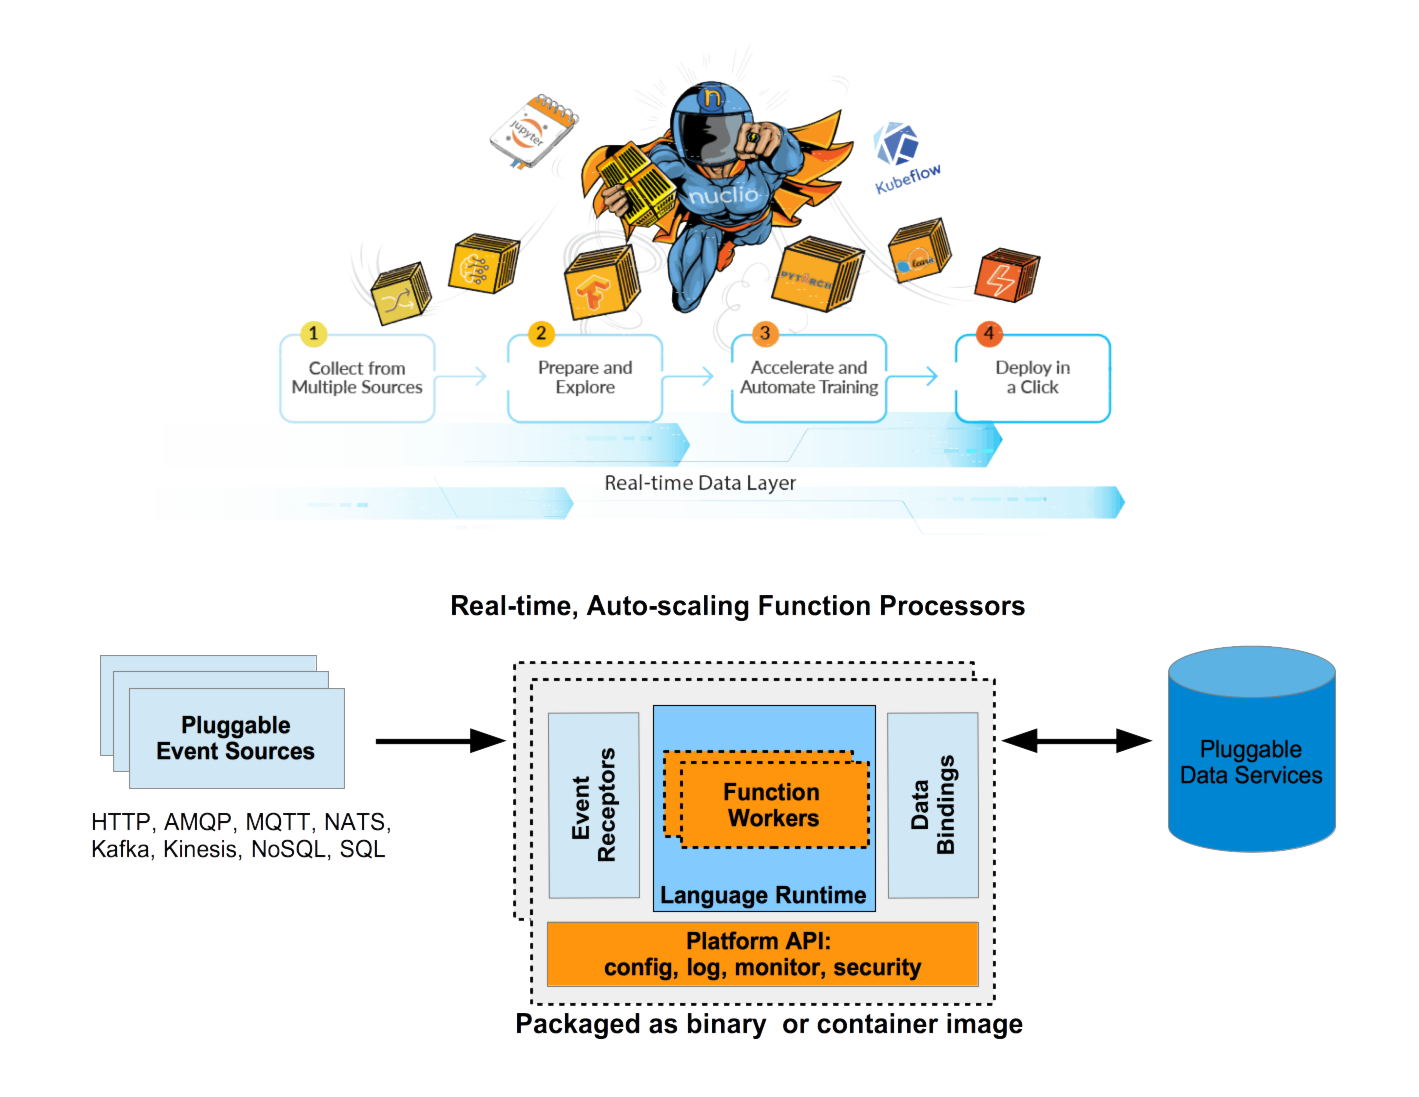 n
jupyter
nuclio
Kubeflow
PYTORCH
learn
1
2
3
4
Collect from
Multiple Sources
Prepare and
Explore
Accelerate and
Automate Training
Deploy in
a Click
Real-time Data Layer
Real-time, Auto-scaling Function Processors
Pluggable
Event Sources
HTTP, AMQP, MQTT, NATS,
Kafka, Kinesis, NoSQL, SQL
Event
Receptors
Function
Workers
Language Runtime
Data
Bindings
Platform API:
config, log, monitor, security
Packaged as binary  or container image
Pluggable
Data Services